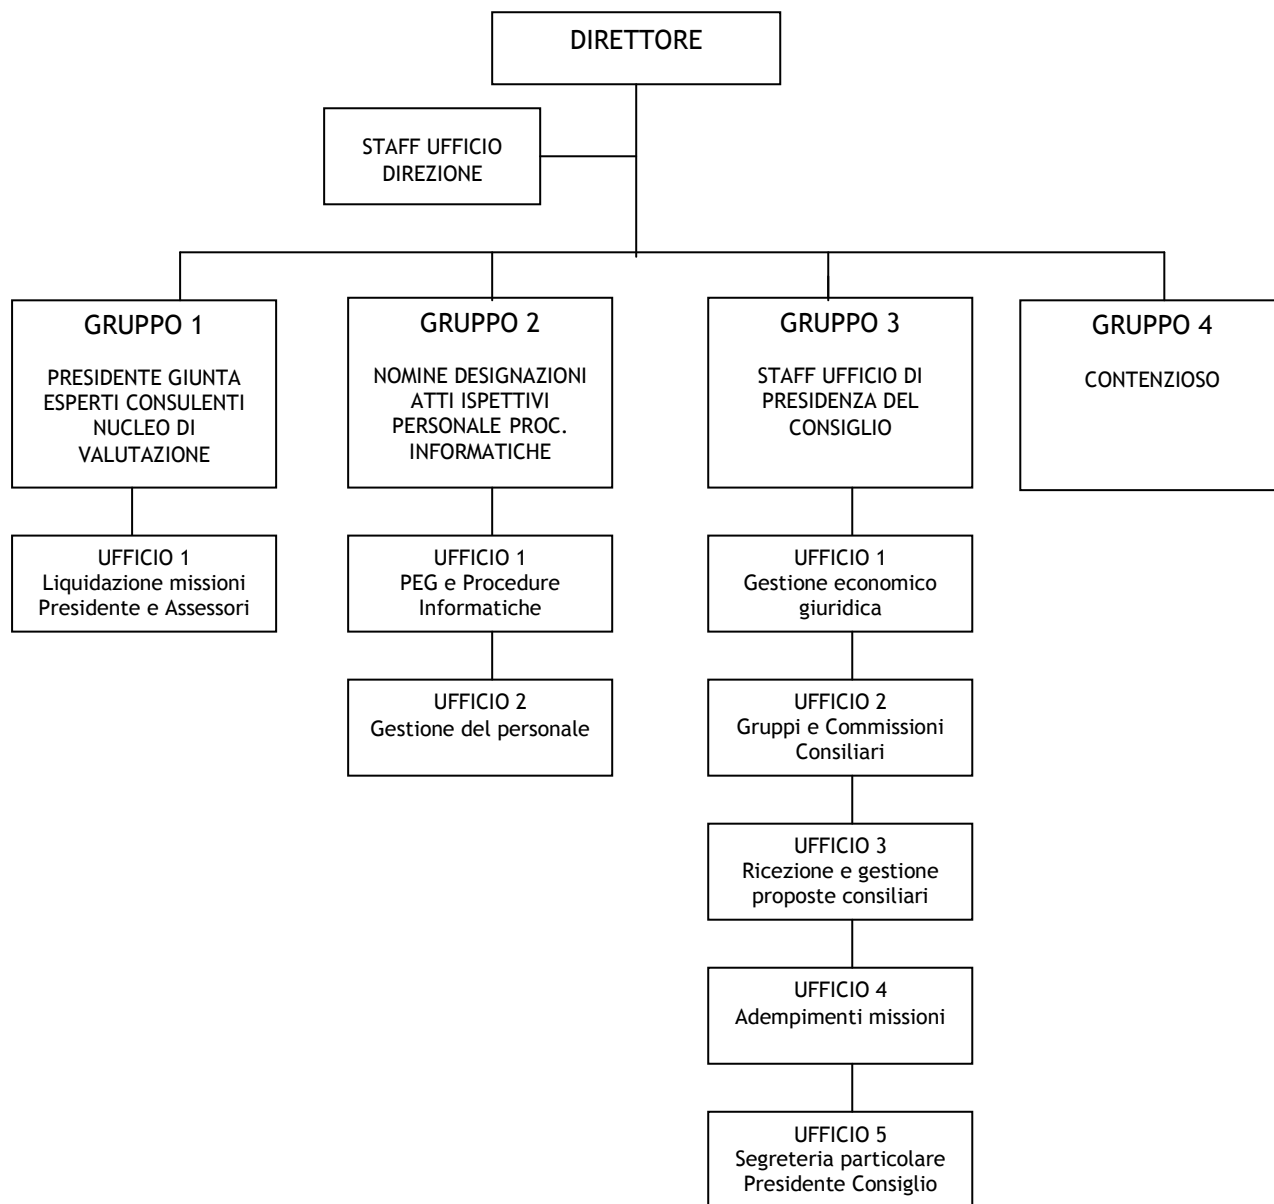 DIRETTORE
STAFF UFFICIO
DIREZIONE
GRUPPO 1
PRESIDENTE GIUNTA
ESPERTI CONSULENTI
NUCLEO DI
VALUTAZIONE
GRUPPO 2
NOMINE DESIGNAZIONI
ATTI ISPETTIVI
PERSONALE PROC.
INFORMATICHE
GRUPPO 3
STAFF UFFICIO DI
PRESIDENZA DEL
CONSIGLIO
GRUPPO 4
CONTENZIOSO
UFFICIO 1
Liquidazione missioni
Presidente e Assessori
UFFICIO 1
PEG e Procedure
Informatiche
UFFICIO 1
Gestione economico
giuridica
UFFICIO 2
Gestione del personale
UFFICIO 2
Gruppi e Commissioni
Consiliari
UFFICIO 3
Ricezione e gestione
proposte consiliari
UFFICIO 4
Adempimenti missioni
UFFICIO 5
Segreteria particolare
Presidente Consiglio